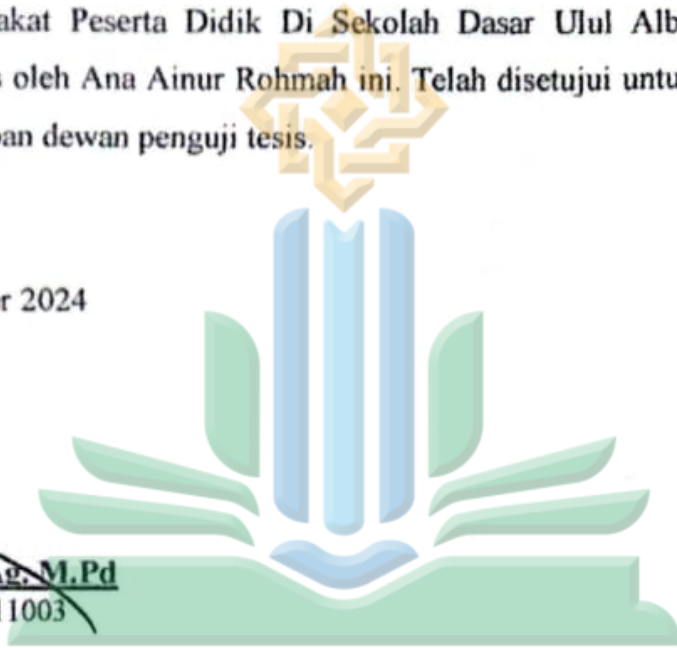 akat Peserta Didik Di Sekolah Dasar Ulul Alb
oleh Ana Ainur Rohmah ini. Telah disetujui untu
an dewan penguji tesis.
r 2024
g. M.Pd
11003